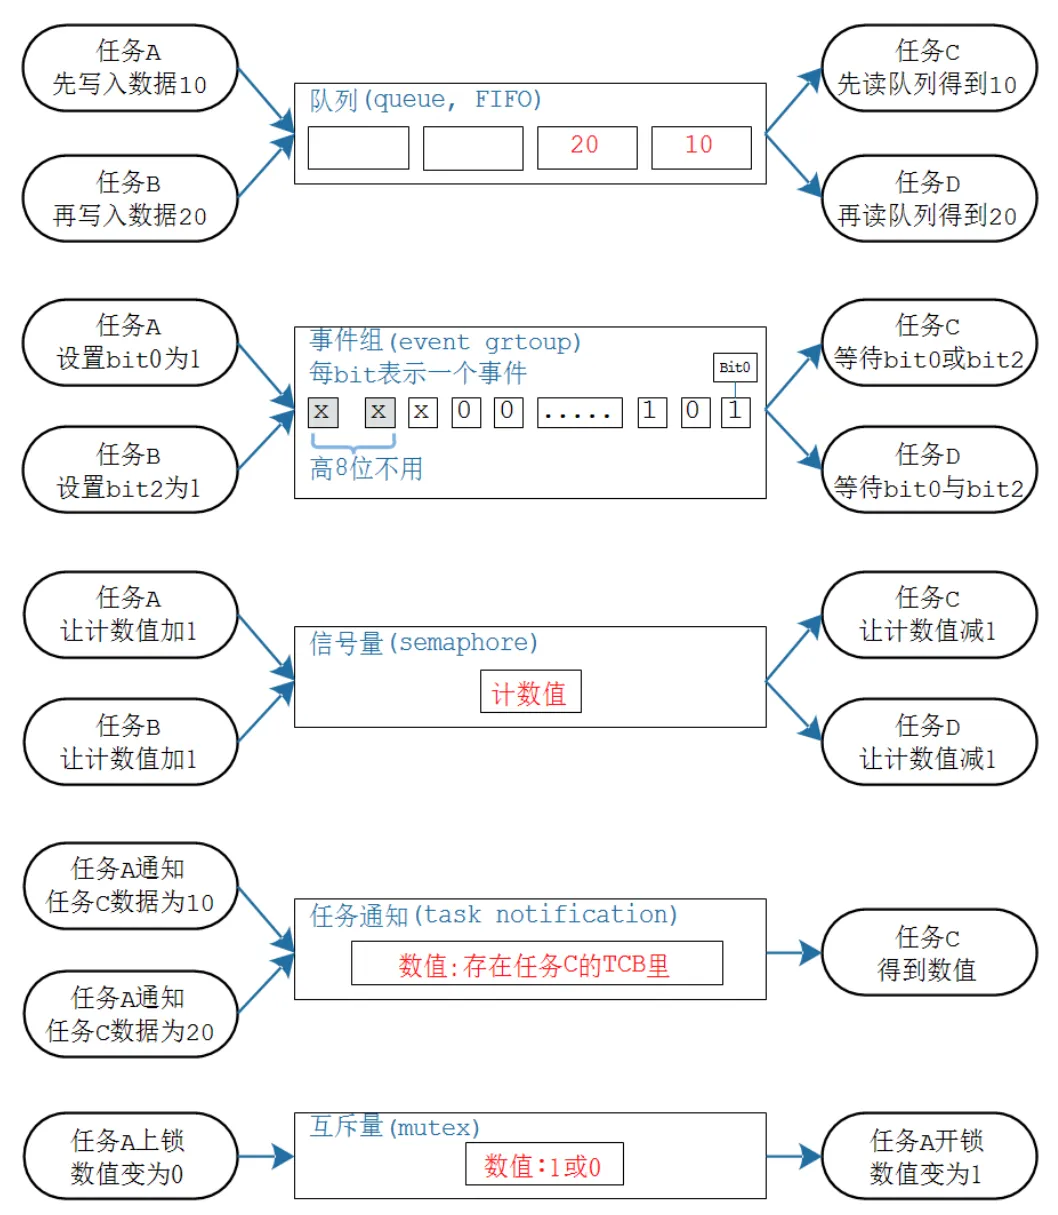 任务A
先写入数据10
任务B
再写入数据20
队列(queue, FIFO)
20 10
任务C
先读队列得到10
任务D
再读队列得到20
任务A
设置bit0为1
任务B
设置bit2为1
事件组(event grtoup)
每bit表示一个事件
Bit0
x x x 0 0 ..... 1 0 1
高8位不用
任务C
等待bit0或bit2
任务D
等待bit0与bit2
任务A
让计数值加1
任务B
让计数值加1
信号量(semaphore)
计数值
任务C
让计数值减1
任务D
让计数值减1
任务A通知
任务C数据为10
任务A通知
任务C数据为20
任务通知(task notification)
数值:存在任务C的TCB里
任务C
得到数值
任务A上锁
数值变为0
互斥量(mutex)
数值:1或0
任务A开锁
数值变为1